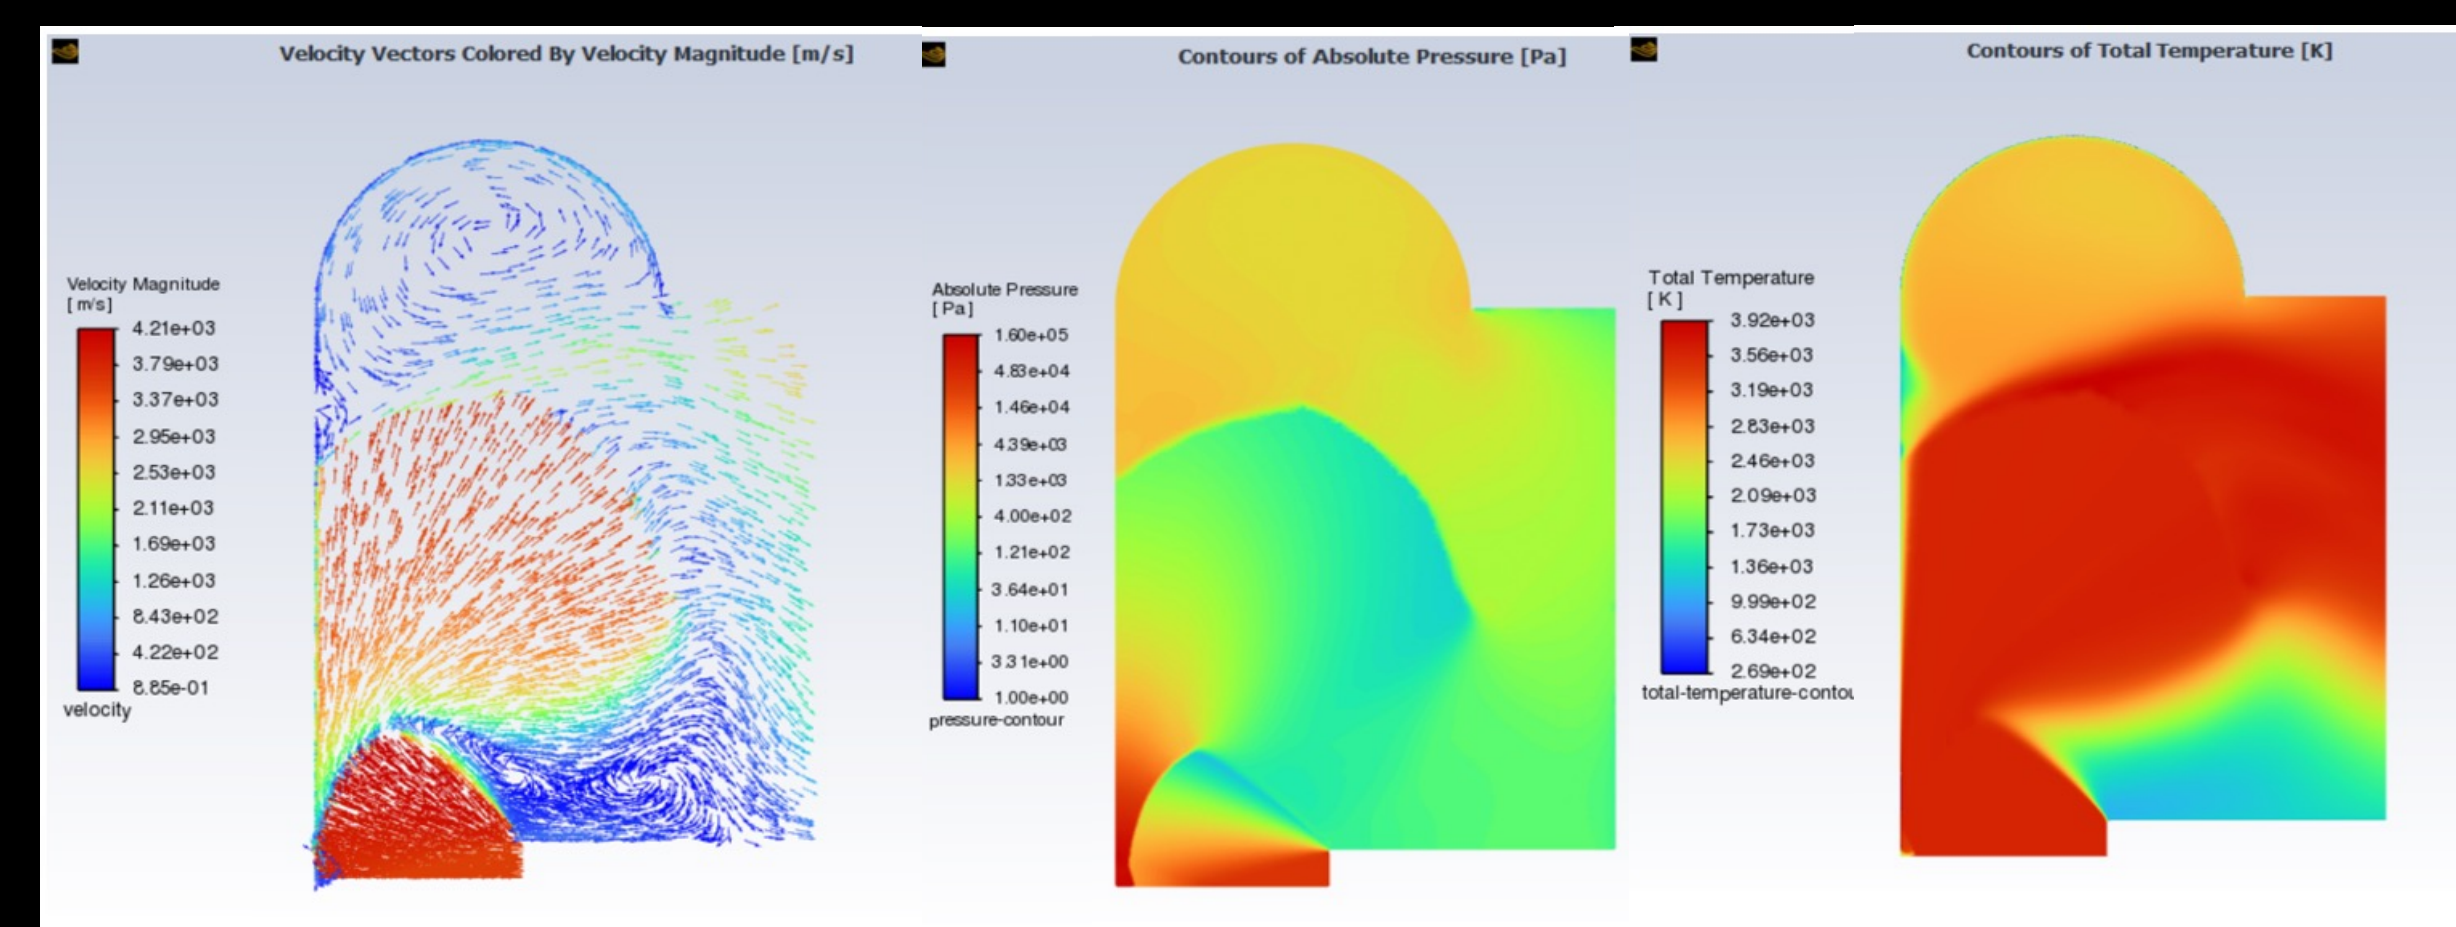 Velocity Vectors Colored By Velocity Magnitude [m/s]
Velocity Magnitude
[ m/s]
4.21e+03
3.79e+03
3.37e+03
2.95e+03
2.53e+03
2.11e+03
1.69e+03
1.26e+03
8.43e+02
4.22e+02
8.85e-01
velocity
Contours of Absolute Pressure [Pa]
Absolute Pressure
[ Pa]
1.60e+05
4.83e+04
1.46e+04
4.39e+03
1.33e+03
4.00e+02
1.21e+02
3.64e+01
1.10e+01
3.31e+00
1.00e+00
pressure-contour
Contours of Total Temperature [K]
Total Temperature
[ K ]
3.92e+03
3.56e+03
3.19e+03
2.83e+03
2.46e+03
2.09e+03
1.73e+03
1.36e+03
9.99e+02
6.34e+02
2.69e+02
total-temperature-contou